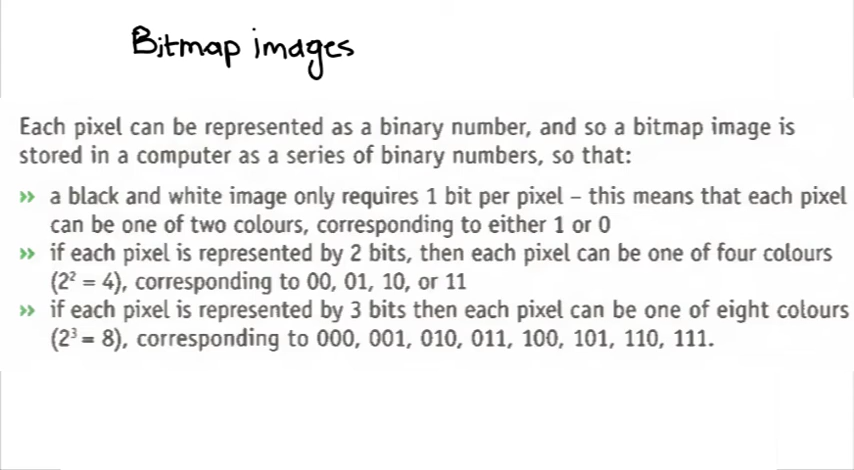 Bitmap images
Each pixel can be represented as a binary number, and so a bitmap image is
stored in a computer as a series of binary numbers, so that:
» a black and white image only requires 1 bit per pixel – this means that each pixel
can be one of two colours, corresponding to either 1 or 0
» if each pixel is represented by 2 bits, then each pixel can be one of four colours
(2² = 4), corresponding to 00, 01, 10, or 11
» if each pixel is represented by 3 bits then each pixel can be one of eight colours
(2³ = 8), corresponding to 000, 001, 010, 011, 100, 101, 110, 111.